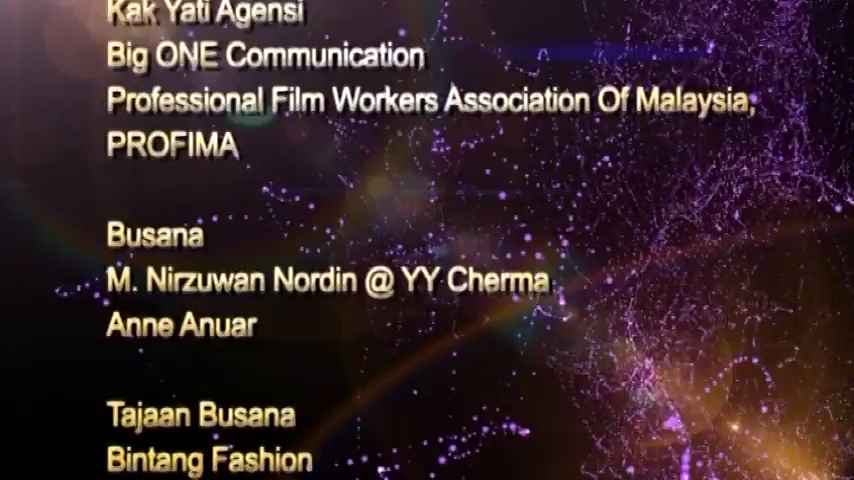 Kak Yati Agensi
Big ONE Communication
Professional Film Workers Association Of Malaysia,
PROFIMA
Busana
M. Nirzuwan Nordin @ YY Cherma
Anne Anuar
Tajaan Busana
Bintang Fashion